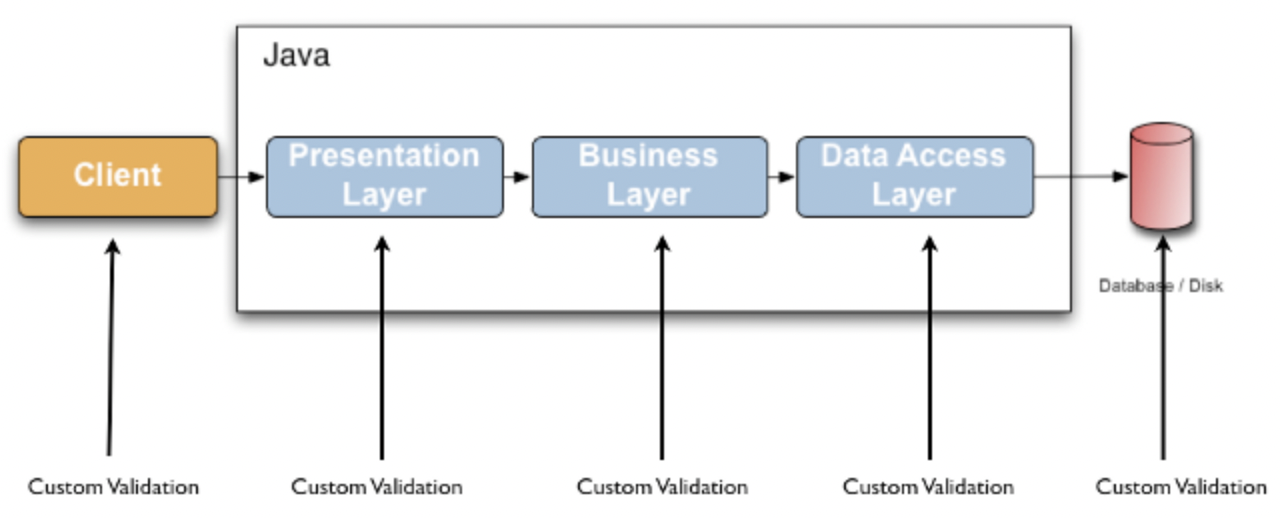 Java
Client
Presentation
Layer
Business
Layer
Data Access
Layer
Database / Disk
Custom Validation
Custom Validation
Custom Validation
Custom Validation
Custom Validation